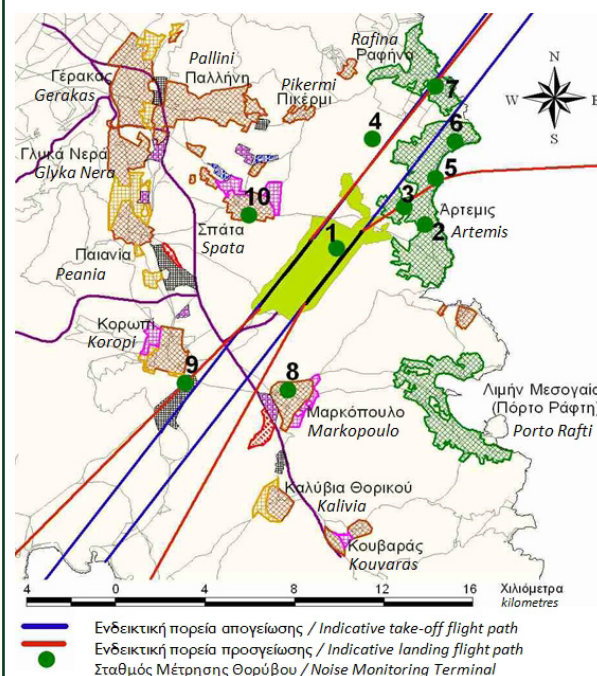 Rafina
Ραφήνα
7
Pallini
Παλλήνη
Pikermi
Πικέρμι
Γέρακας
Gerakas
N
W
E
S
4
6
Γλυκά Νερά
Glyka Nera
5
10
3
Άρτεμις
Artemis
2
Σπάτα
Spata
1
Παιανία
Peania
Κορωπί
Koropi
9
8
Μαρκόπουλο
Markopoulo
Λιμήν Μεσογαίας
(Πόρτο Ράφτη)
Porto Rafti
Καλύβια Θορικού
Kalivia
Κουβαράς
Kouvaras
4 0 4 8 12 16 Χιλιόμετρα
kilometres
Ενδεικτική πορεία απογείωσης / Indicative take-off flight path
Ενδεικτική πορεία προσγείωσης / Indicative landing flight path
Σταθμός Μέτρησης Θορύβου / Noise Monitoring Terminal